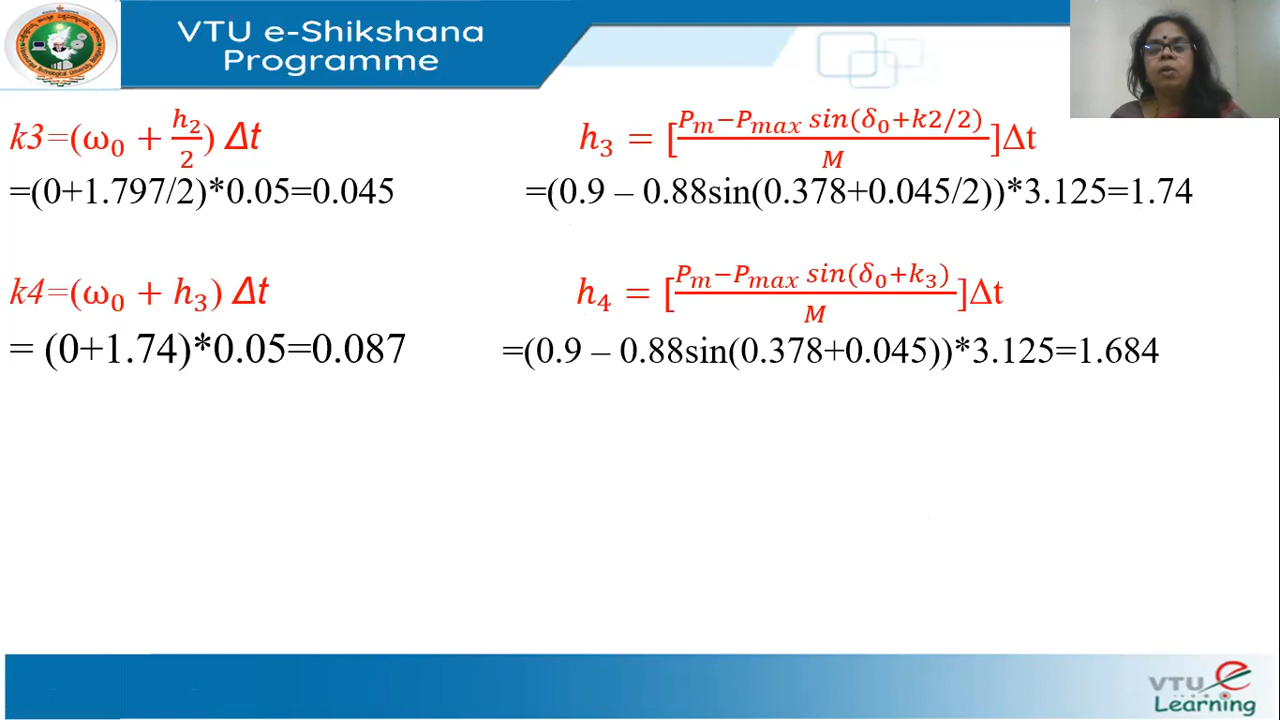 VTU e-Shikshana
Programme
k3=(ω₀ + h₂/2) Δt
h₃ = [Pₘ−Pₘₐₓ sin(δ₀+k2/2)/M]Δt
=(0+1.797/2)*0.05=0.045
=(0.9 – 0.88sin(0.378+0.045/2))*3.125=1.74
k4=(ω₀ + h₃) Δt
h₄ = [Pₘ−Pₘₐₓ sin(δ₀+k₃)/M]Δt
= (0+1.74)*0.05=0.087
=(0.9 – 0.88sin(0.378+0.045))*3.125=1.684
VTU e
Learning